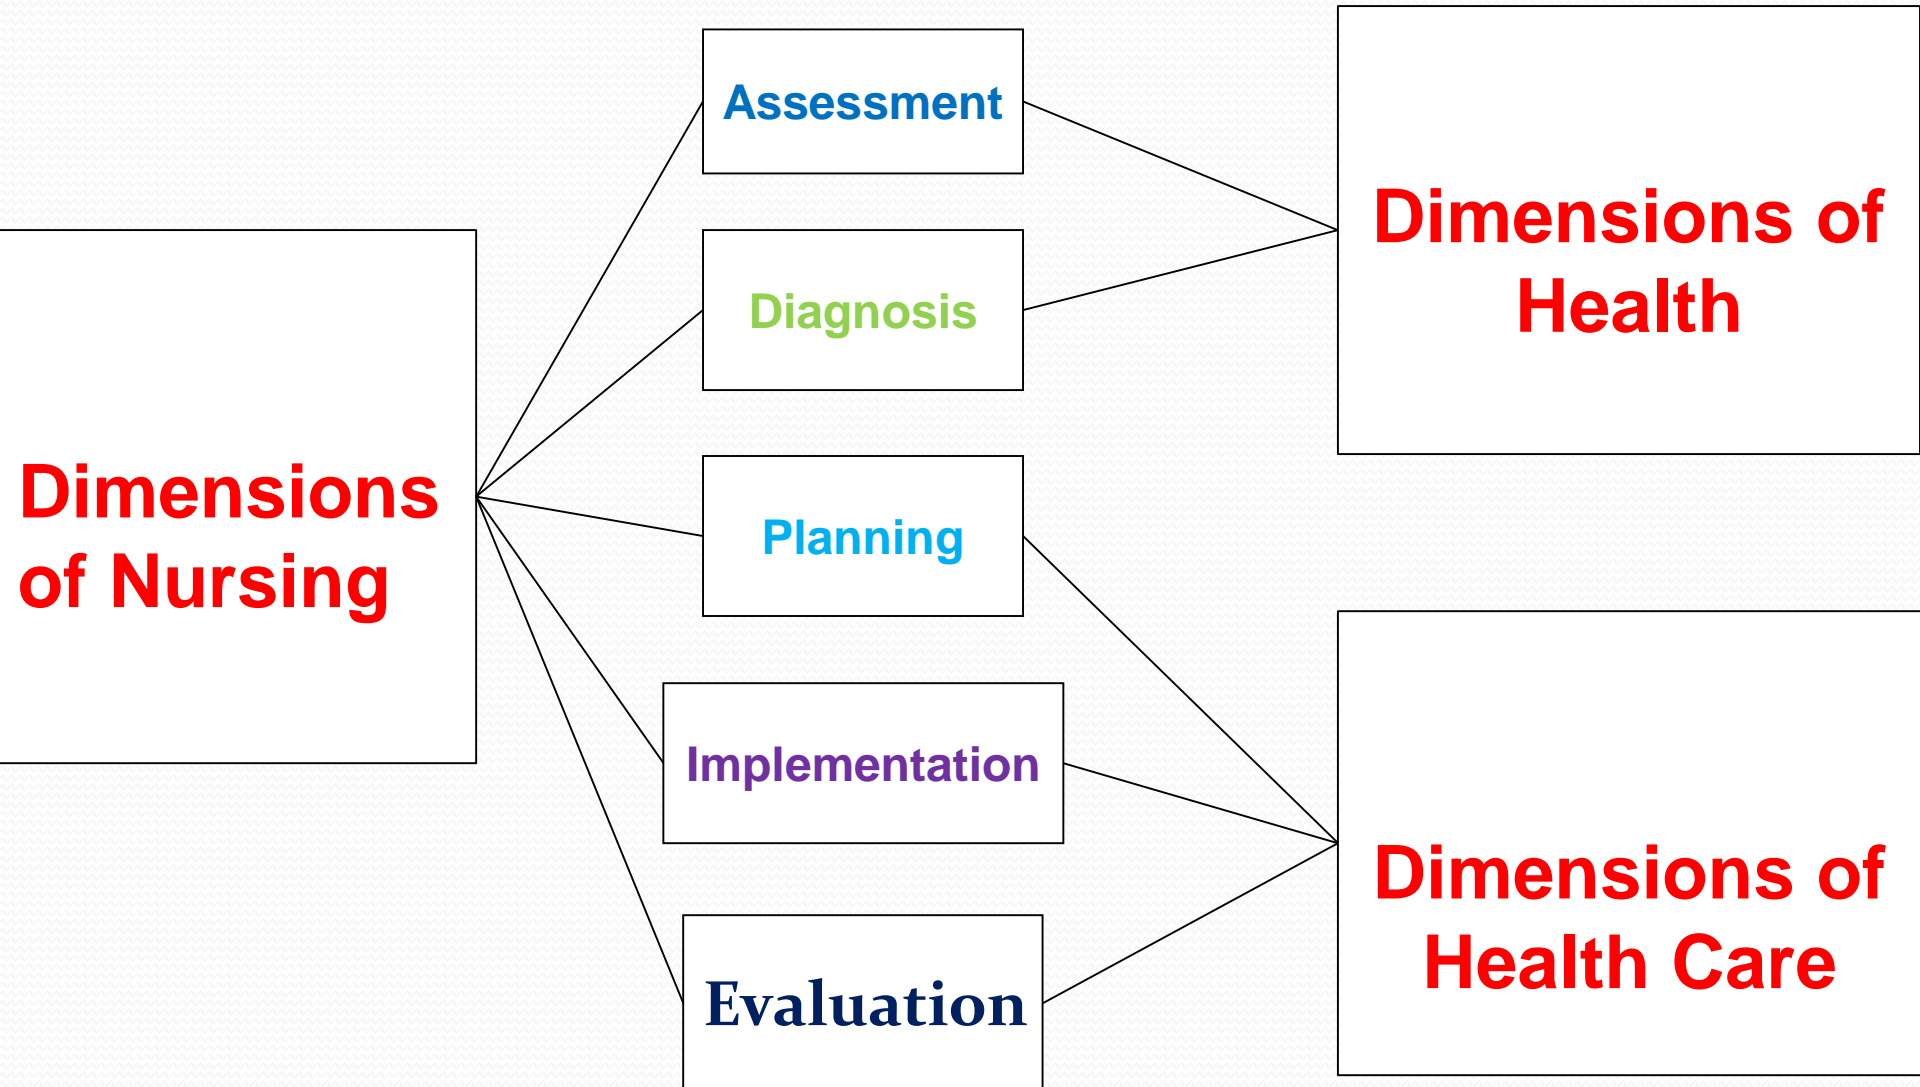 Dimensions
of Nursing
Assessment
Diagnosis
Planning
Implementation
Evaluation
Dimensions of
Health
Dimensions of
Health Care